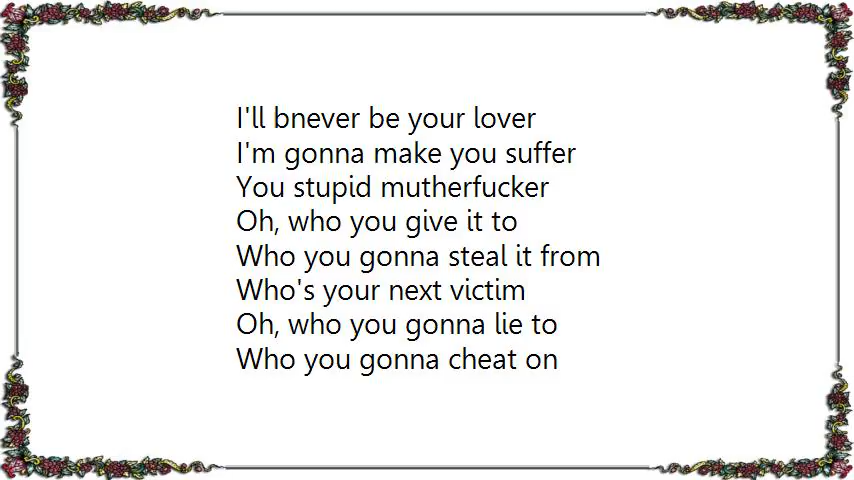 I'll bnever be your lover
I'm gonna make you suffer
You stupid mutherfucker
Oh, who you give it to
Who you gonna steal it from
Who's your next victim
Oh, who you gonna lie to
Who you gonna cheat on